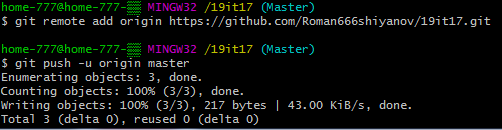 home-777@home-777-▒▒ MINGW32 /19it17 (Master)
$ git remote add origin https://github.com/Roman666shiyanov/19it17.git

home-777@home-777-▒▒ MINGW32 /19it17 (Master)
$ git push -u origin master
Enumerating objects: 3, done.
Counting objects: 100% (3/3), done.
Writing objects: 100% (3/3), 217 bytes | 43.00 KiB/s, done.
Total 3 (delta 0), reused 0 (delta 0)